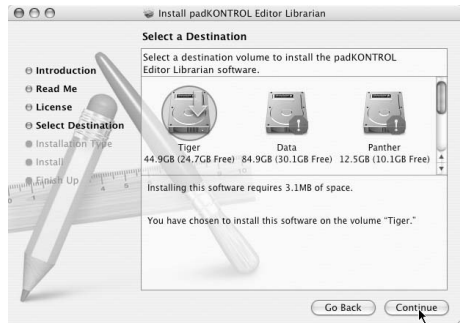 Install padKONTROL Editor Librarian
Select a Destination
Introduction
Read Me
License
Select Destination
Installation Type
Install
Finish Up
Select a destination volume to install the padKONTROL
Editor Librarian software.
Tiger
44.9GB (24.7GB Free)
Data
84.9GB (30.1GB Free)
Panther
12.5GB (10.1GB Free)
Installing this software requires 3.1MB of space.
You have chosen to install this software on the volume “Tiger.”
Go Back
Continue